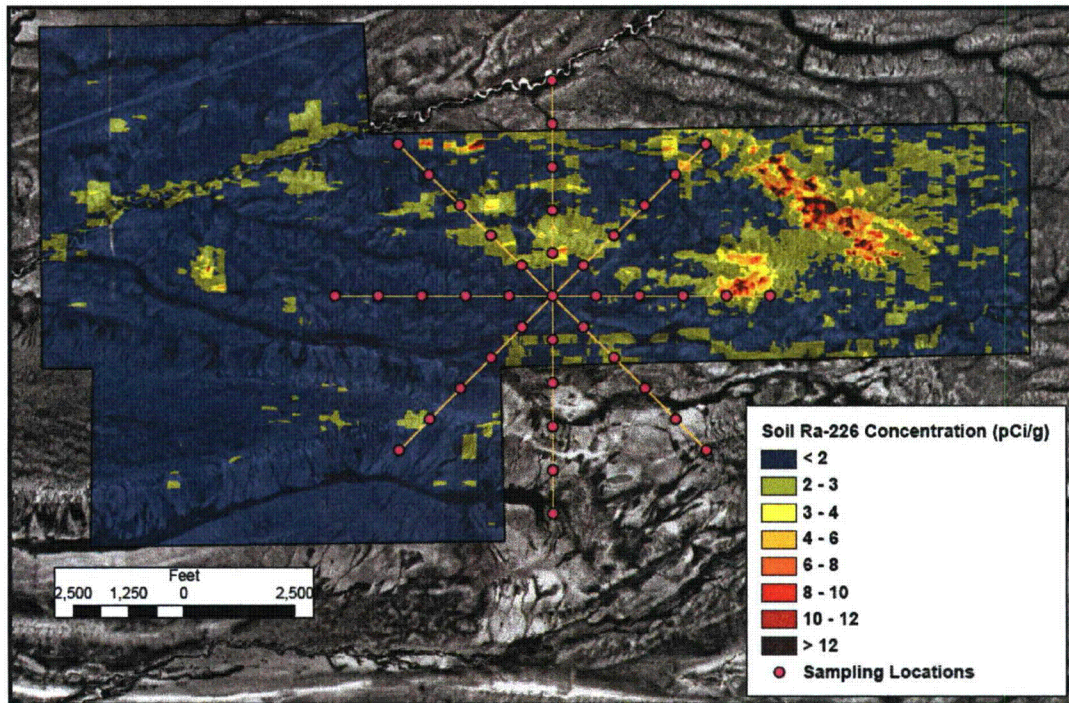 Soil Ra-226 Concentration (pCi/g)
< 2
2 - 3
3 - 4
4 - 6
6 - 8
8 - 10
10 - 12
> 12
Sampling Locations
Feet
2,500 1,250 0 2,500